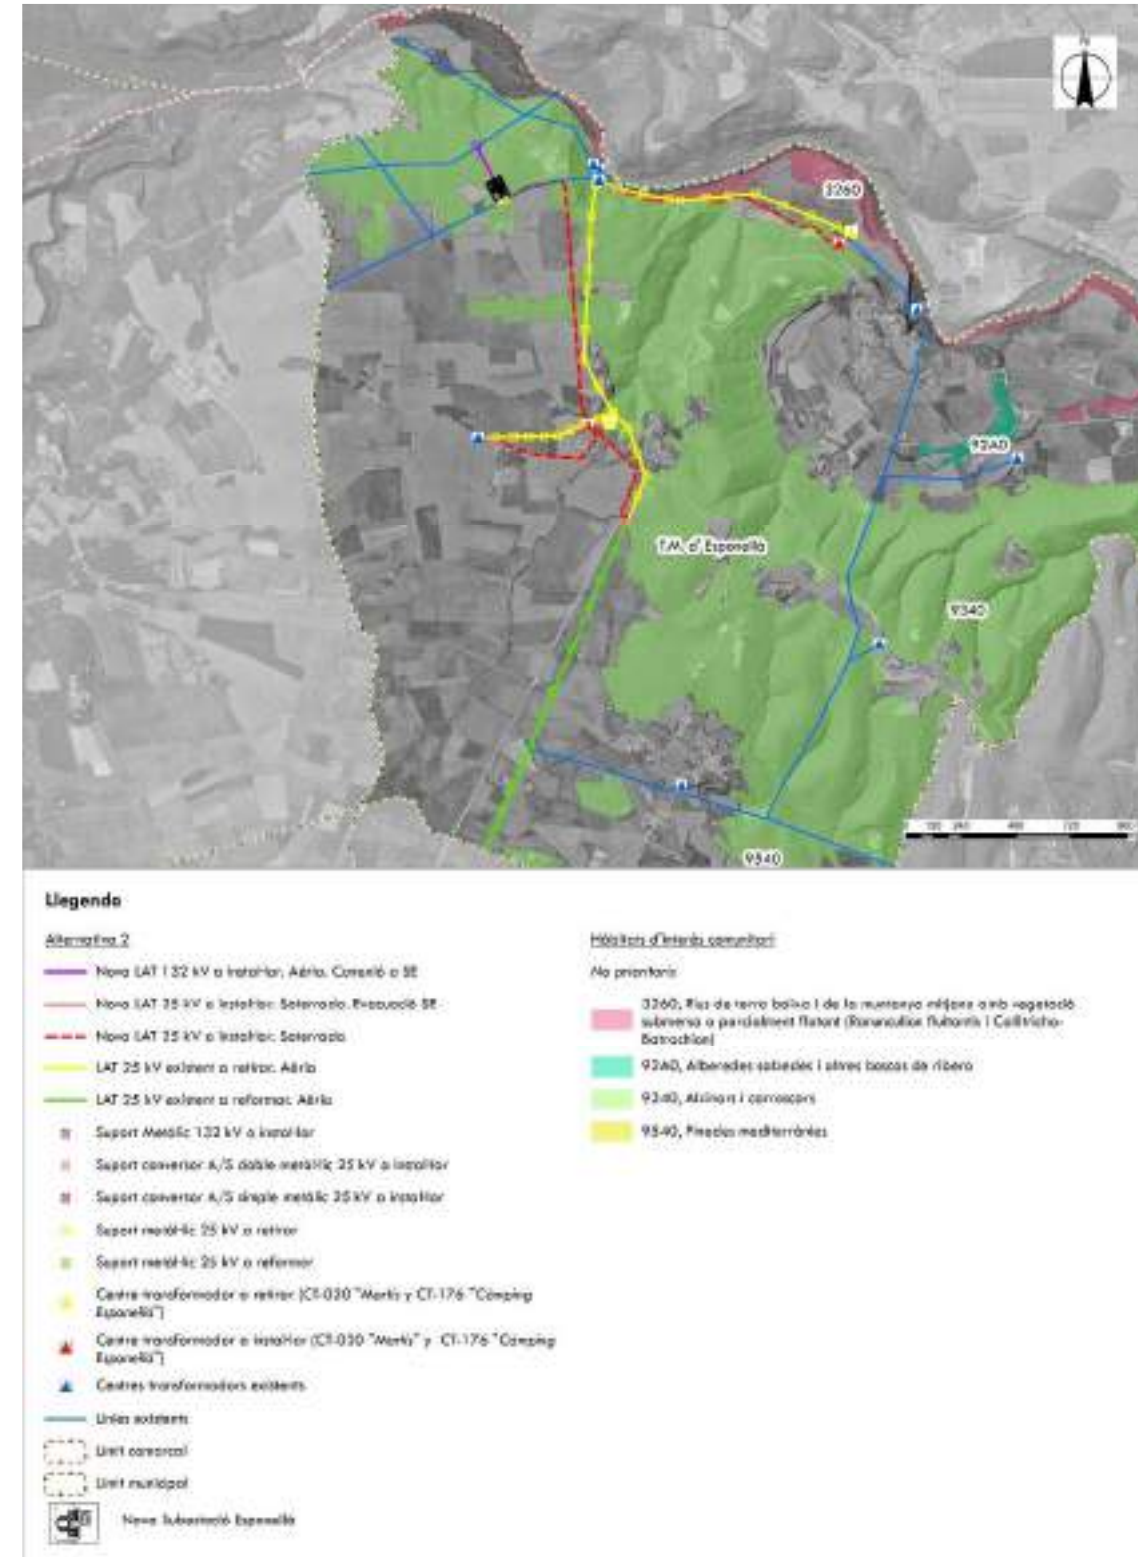 N
3260
92A0
T.M. d' Esponellà
9340
9540
Llegenda
Alternativa 2
Nova LAT 132 kV a instal·lar. Aèria. Connexió a SE
Nova LAT 25 kV a instal·lar. Soterrada. Evacuació SE
Nova LAT 25 kV a instal·lar. Soterrada
LAT 25 kV existent a retirar. Aèria
LAT 25 kV existent a reformar. Aèria
Suport Metàl·lic 132 kV a instal·lar
Suport conversor A/S doble metàl·lic 25 kV a instal·lar
Suport conversor A/S simple metàl·lic 25 kV a instal·lar
Suport metàl·lic 25 kV a retirar
Suport metàl·lic 25 kV a reformar
Centre transformador a retirar (CT-030 "Martís y CT-176 "Càmping
Esponellà")
Centre transformador a instal·lar (CT-030 "Martís" y CT-176 "Càmping
Esponellà")
Centres transformadors existents
Línies existents
Límit comarcal
Límit municipal
Nova Subestació Esponellà
Hàbitats d'interès comunitari
No prioritaris
3260, Rius de terra baixa i de la muntanya mitjana amb vegetació
submersa o parcialment flotant (Ranunculion fluitantis i Callitricho-
Batrachion)
92A0, Alberedes, salzedes i altres boscos de ribera
9340, Alzinars i carrascars
9540, Pinedes mediterrànies